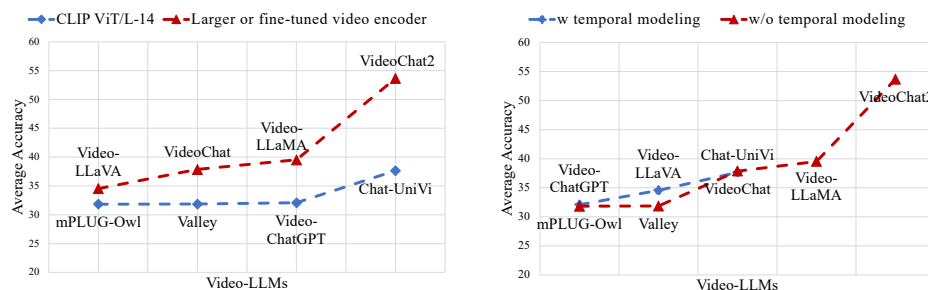 CLIP ViT/L-14
Larger or fine-tuned video encoder
60
55
50
45
40
35
30
25
20
Average Accuracy
VideoChat2
Video-
LLaMA
VideoChat
Video-
LLaVA
Chat-UniVi
mPLUG-Owl
Valley
Video-
ChatGPT
Video-LLMs
w temporal modeling
w/o temporal modeling
60
55
50
45
40
35
30
25
20
Average Accuracy
VideoChat2
Video-
ChatGPT
Video-
LLaVA
Chat-UniVi
VideoChat
Video-
LLaMA
mPLUG-Owl
Valley
Video-LLMs